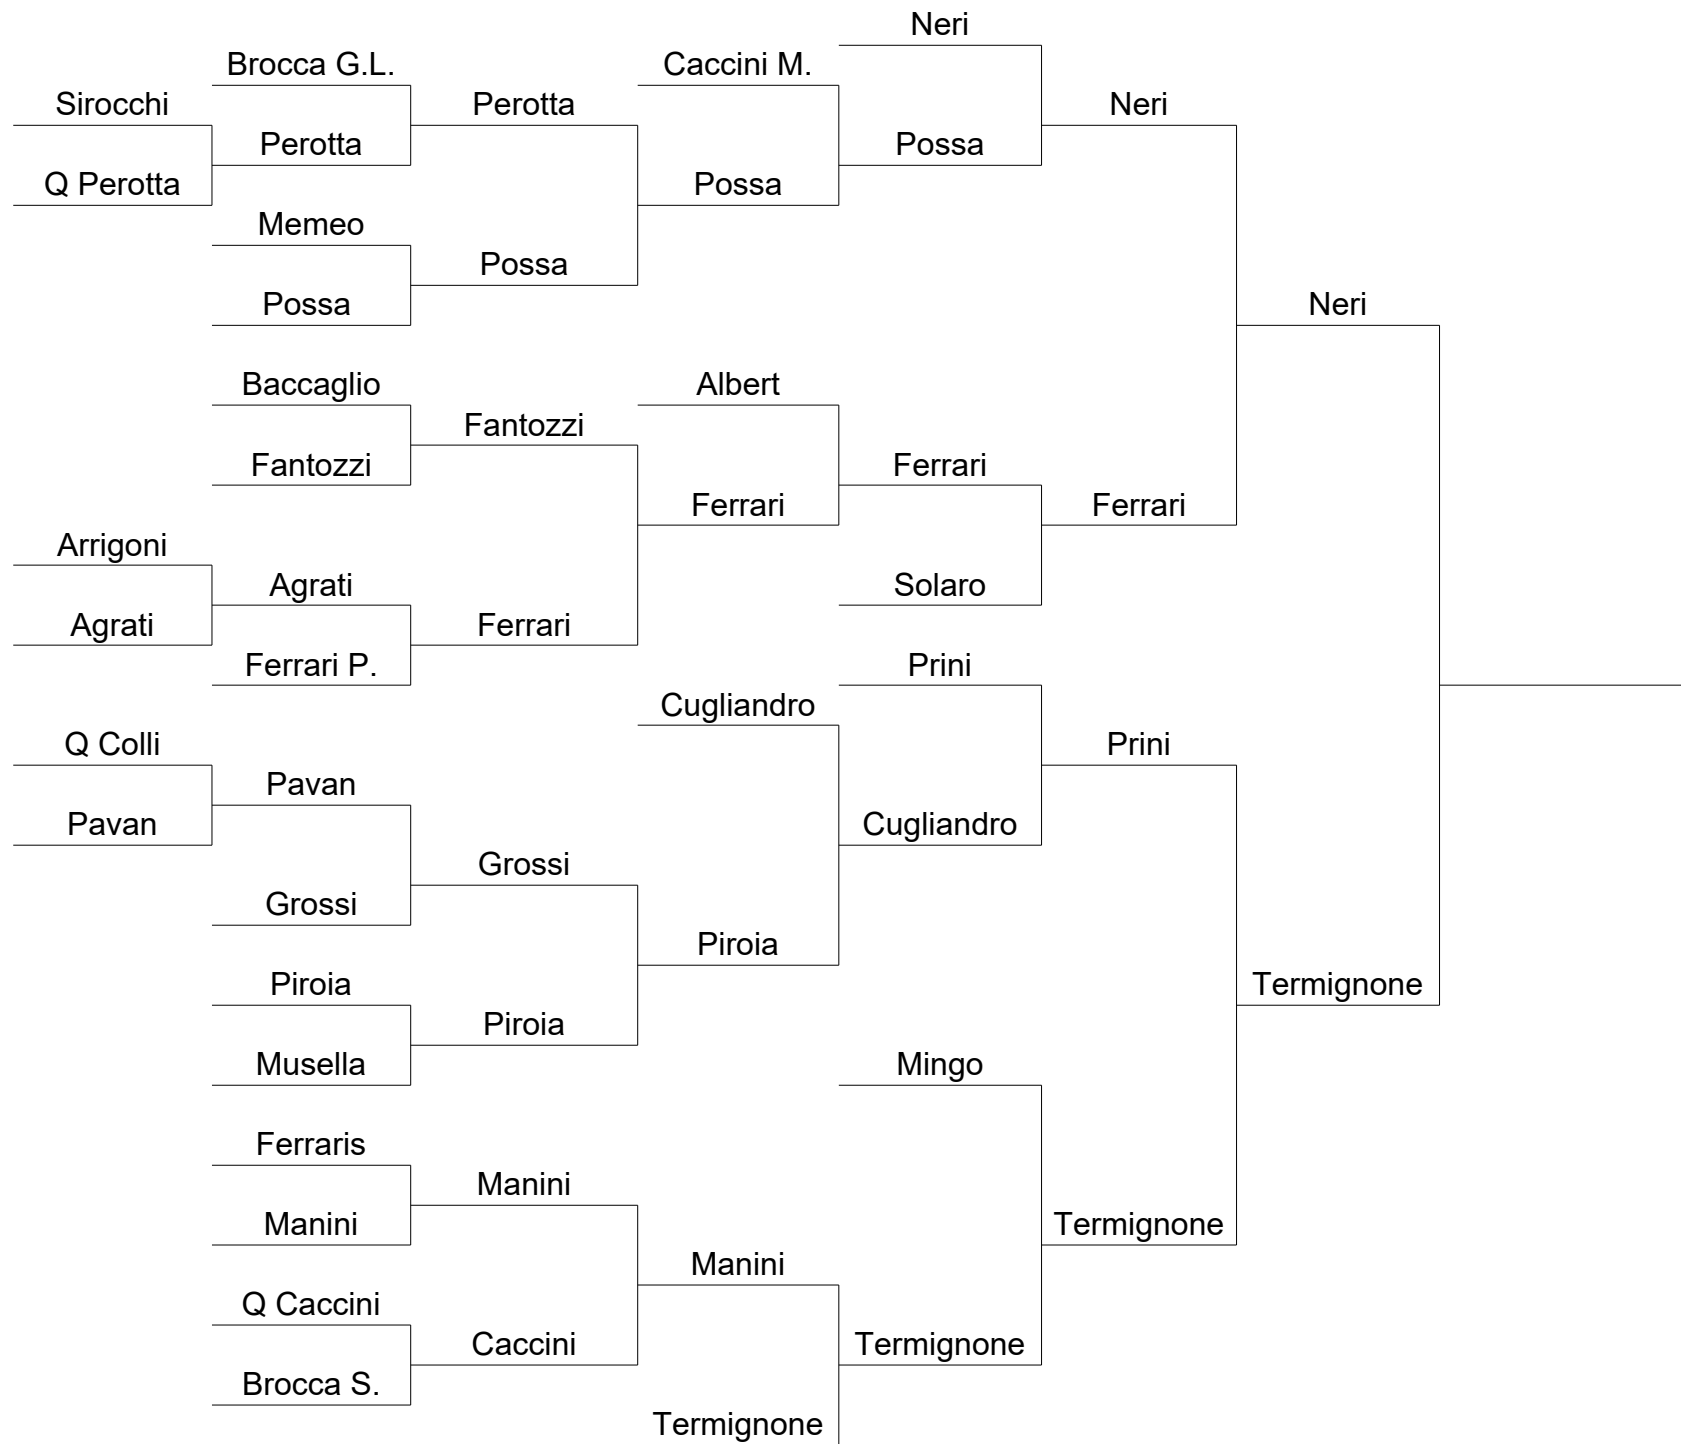 Neri
Brocca G.L.
Caccini M.
Sirocchi
Perotta
Neri
Perotta
Possa
Q Perotta
Possa
Memeo
Possa
Possa
Neri
Baccaglio
Albert
Fantozzi
Fantozzi
Ferrari
Ferrari
Ferrari
Arrigoni
Agrati
Solaro
Agrati
Ferrari
Ferrari P.
Prini
Cugliandro
Q Colli
Prini
Pavan
Pavan
Cugliandro
Grossi
Grossi
Piroia
Piroia
Termignone
Piroia
Musella
Mingo
Ferraris
Manini
Manini
Termignone
Manini
Q Caccini
Caccini
Termignone
Brocca S.
Termignone